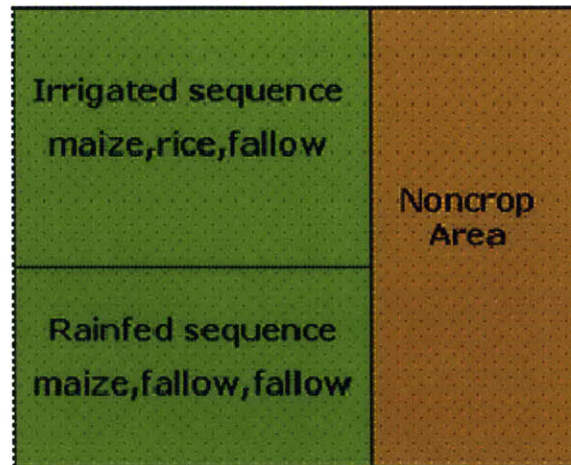 Irrigated sequence
maize,rice,fallow
Noncrop
Area
Rainfed sequence
maize,fallow,fallow